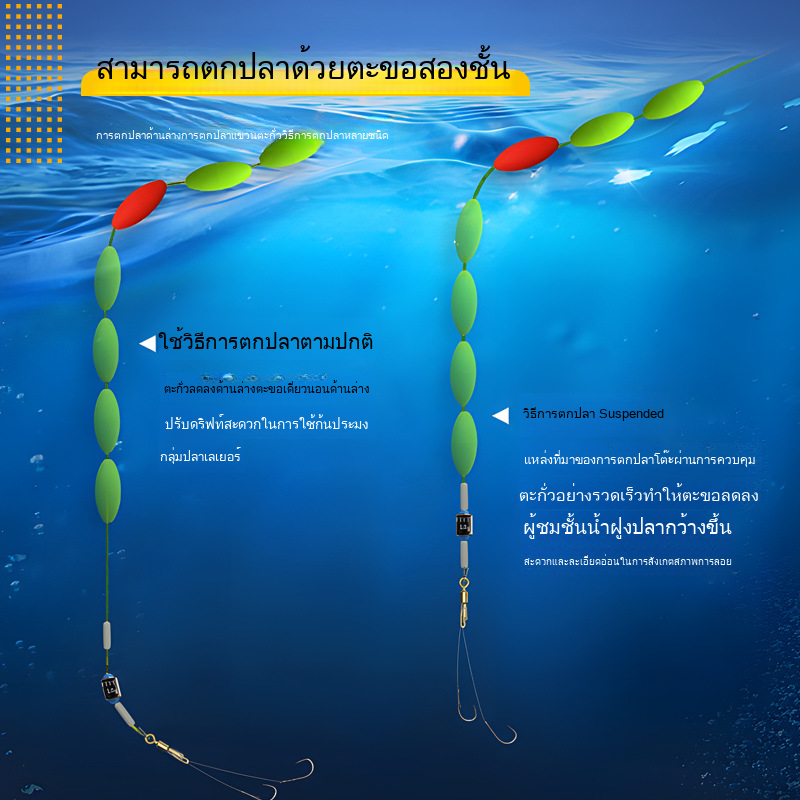 สามารถตกปลาด้วยตะขอสองชั้น
การตกปลาด้านล่างการตกปลาแขวนตะกั่ววิธีการตกปลาหลายชนิด
ใช้วิธีการตกปลาตามปกติ
ตะกั่วลดลงด้านล่างตะขอเดี่ยวนอนด้านล่าง
ปรับดริฟท์สะดวกในการใช้ก้นประมง
กลุ่มปลาเลเยอร์
วิธีการตกปลา Suspended
แหล่งที่มาของการตกปลาโต๊ะผ่านการควบคุม
ตะกั่วอย่างรวดเร็วทำให้ตะขอลดลง
ผู้ชมชั้นน้ำฝูงปลากว้างขึ้น
สะดวกและละเอียดอ่อนในการสังเกตสภาพการลอย